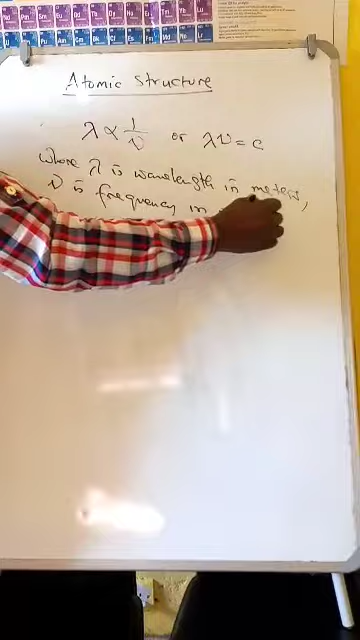 Atomic Structure
λ ∝ 1/ν or λν = c
where λ is wavelength in meters,
ν is frequency in